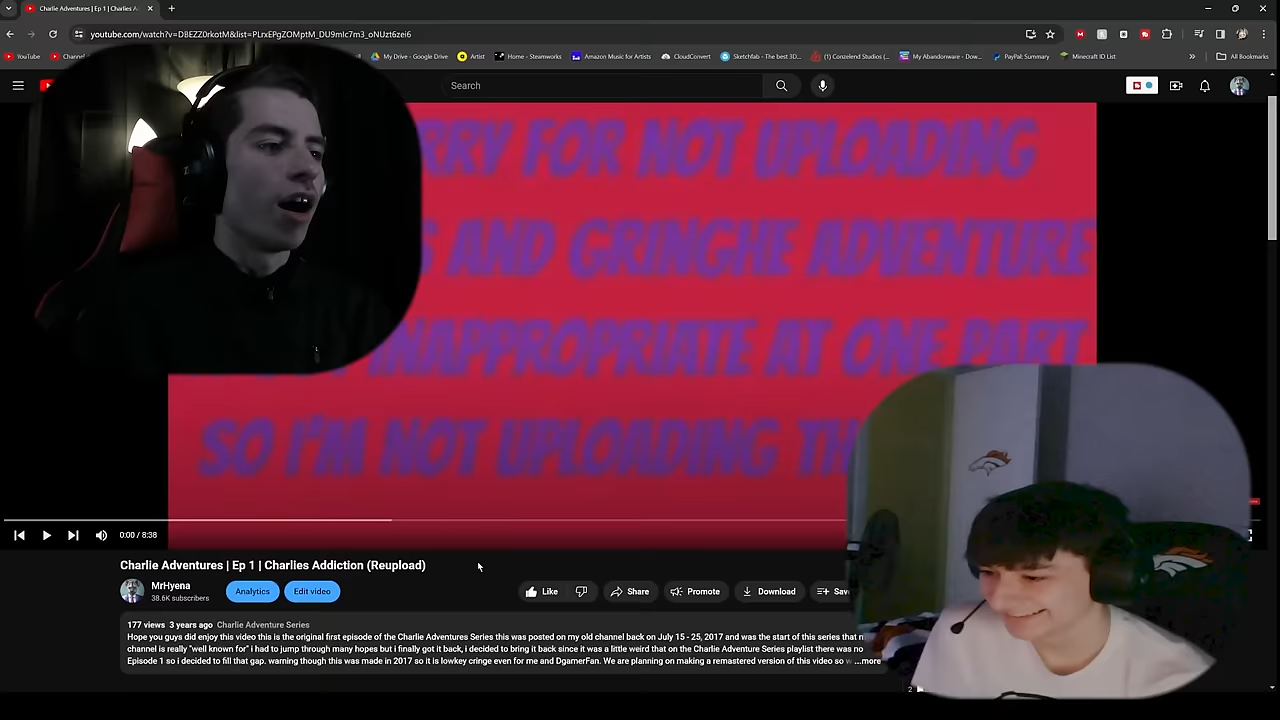 Charlie Adventures | Ep 1 | Charlies A
youtube.com/watch?v=DBEZZ0rkotM&list=PLrxEPgZOMptM_DU9mlc7m3_oNUzt6zei6
YouTube
Channel
My Drive - Google Drive
Artist
Home - Steamworks
Amazon Music for Artists
CloudConvert
Sketchfab - The best 3D...
(1) Conzelend Studios (...
My Abandonware - Dow...
PayPal Summary
Minecraft ID List
All Bookmarks
Search
RRY FOR NOT UPLOADING
S AND GRINGHE ADVENTURE
INAPPROPRIATE AT ONE PART
SO I'M NOT UPLOADING TH
0:00 / 8:38
Charlie Adventures | Ep 1 | Charlies Addiction (Reupload)
MrHyena
38.6K subscribers
Analytics
Edit video
Like
Share
Promote
Download
Sav
177 views 3 years ago Charlie Adventure Series
Hope you guys did enjoy this video this is the original first episode of the Charlie Adventures Series this was posted on my old channel back on July 15 - 25, 2017 and was the start of this series that
channel is really "well known for" i had to jump through many hopes but i finally got it back, i decided to bring it back since it was a little weird that on the Charlie Adventure Series playlist there was no
Episode 1 so i decided to fill that gap. warning though this was made in 2017 so it is lowkey cringe even for me and DgamerFan. We are planning on making a remastered version of this video so w ...more
2